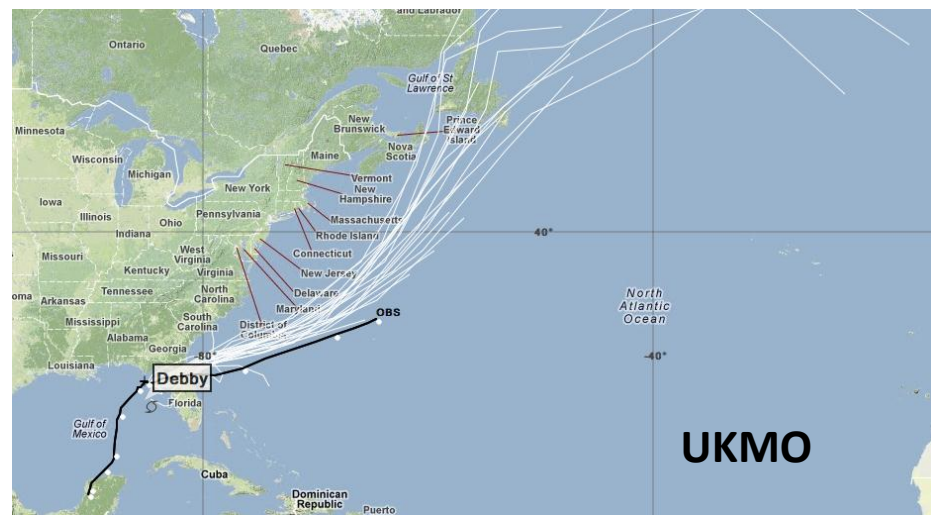 and Labrador
Ontario
Quebec
Gulf of St
Lawrence
Minnesota
New
Brunswick
Prince
Edward
Island
Maine
Nova
Scotia
Wisconsin
Michigan
Vermont
New
Hampshire
New York
Iowa
Massachusetts
Illinois
Ohio
Pennsylvania
Rhode Island
Indiana
40°
Connecticut
Missouri
West
Virginia
New Jersey
Kentucky
Virginia
Delaware
North
Atlantic
Ocean
oma
Arkansas
Tennessee
North
Carolina
Maryland
OBS
Mississippi
South
Carolina
District of
Columbia
Alabama
Georgia
-80°
-40°
Louisiana
Debby
Florida
Gulf of
Mexico
UKMO
Cuba
Dominican
Republic
Puerto